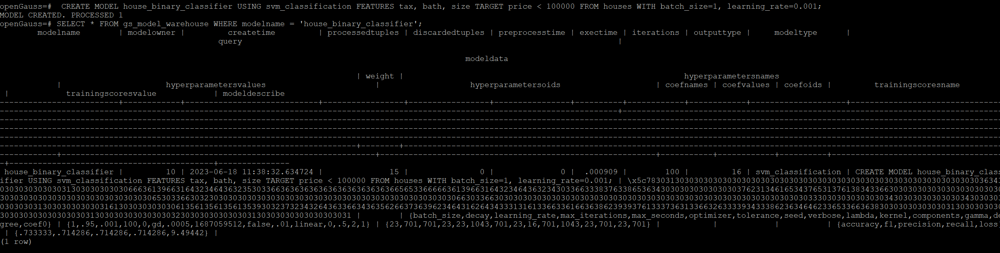 openGauss=#  CREATE MODEL house_binary_classifier USING svm_classification FEATURES tax, bath, size TARGET price < 100000 FROM houses WITH batch_size=1, learning_rate=0.001;
MODEL CREATED. PROCESSED 1
openGauss=# SELECT * FROM gs_model_warehouse WHERE modelname = 'house_binary_classifier';
modelname | modelowner | createtime | processedtuples | discardedtuples | preprocesstime | exectime | iterations | outputtype | modeltype |
query |
modeldata
| weight | hyperparametersnames
| hyperparametersvalues | hyperparametersoids | coefnames | coefvalues | coefoids | trainingscoresname
| trainingscoresvalue | modeldescribe
house_binary_classifier | 10 | 2023-06-18 11:38:32.634724 | 15 | 0 | 0 | .000909 | 100 | 16 | svm_classification | CREATE MODEL house_binary_class
ifier USING svm_classification FEATURES tax, bath, size TARGET price < 100000 FROM houses WITH batch_size=1, learning_rate=0.001; |
| | {batch_size,decay,learning_rate,max_iterations,max_seconds,optimizer,tolerance,seed,verbose,lambda,kernel,components,gamma,de
gree,coef0} | {1,.95,.001,100,0,gd,.0005,1687059512,false,.01,linear,0,.5,2,1} | {23,701,701,23,23,1043,701,23,16,701,1043,23,701,23,701} | | | | {accuracy,f1,precision,recall,loss}
| {.733333,.714286,.714286,.714286,9.49442} |
(1 row)